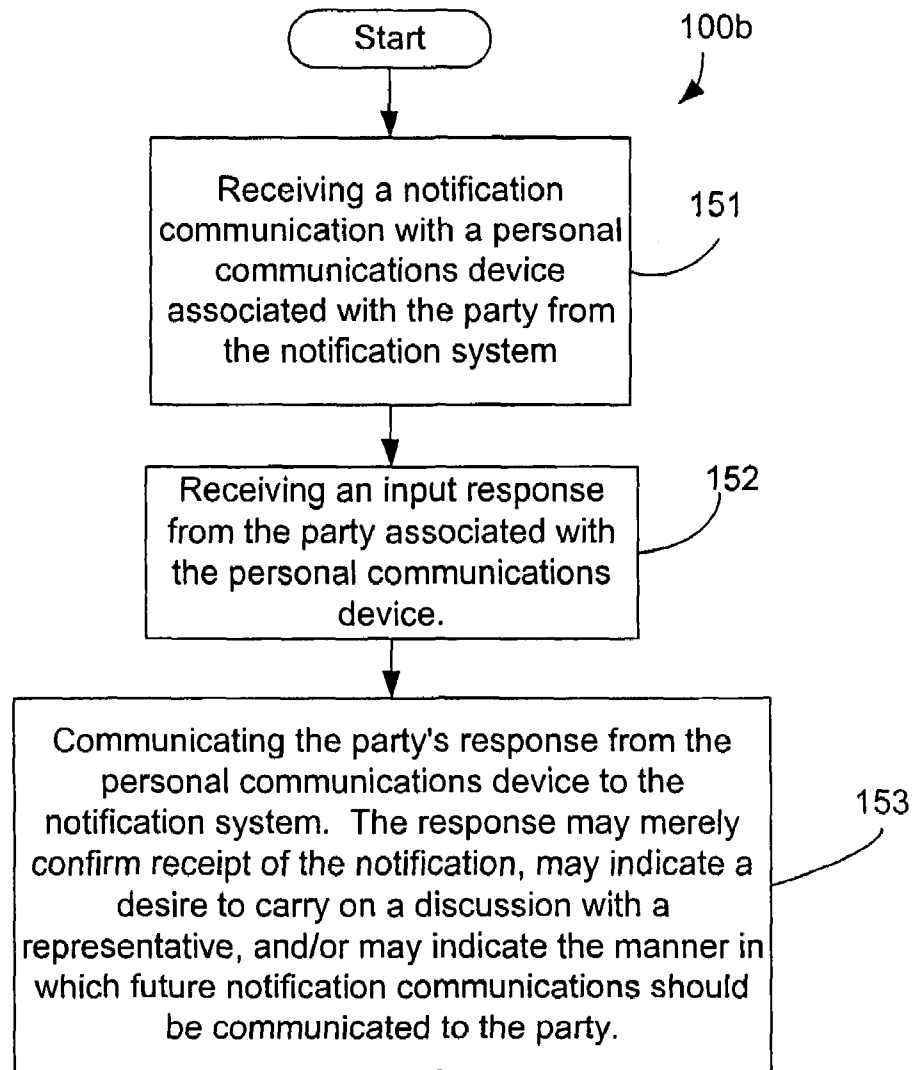 Start
100b
Receiving a notification
communication with a personal
communications device
associated with the party from
the notification system
151
Receiving an input response
from the party associated with
the personal communications
device.
152
Communicating the party's response from the
personal communications device to the
notification system. The response may merely
confirm receipt of the notification, may indicate a
desire to carry on a discussion with a
representative, and/or may indicate the manner in
which future notification communications should
be communicated to the party.
153